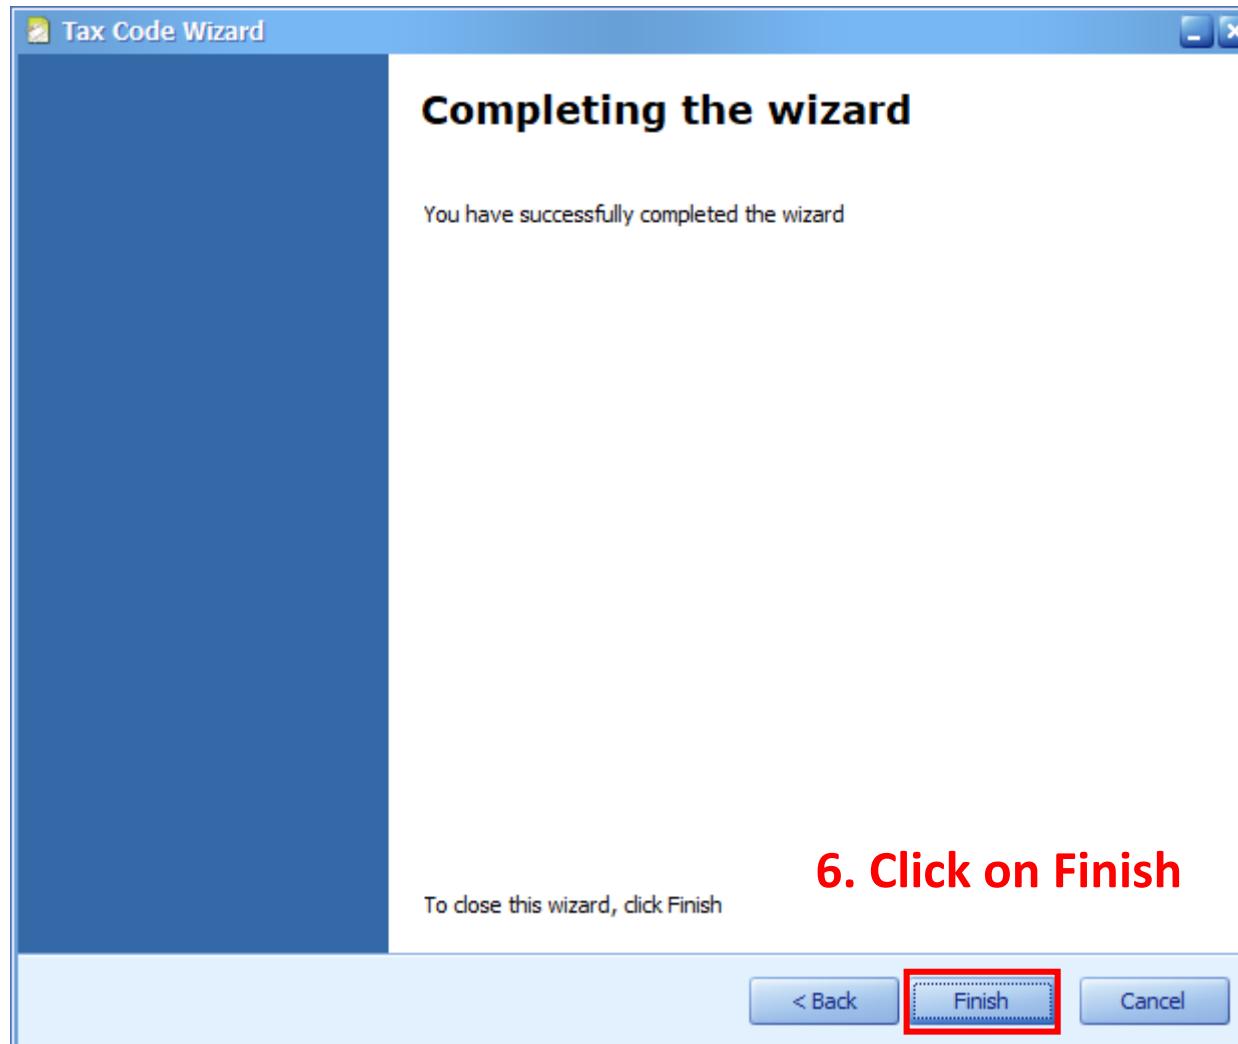 Tax Code Wizard
Completing the wizard
You have successfully completed the wizard
6. Click on Finish
To close this wizard, click Finish
< Back
Finish
Cancel